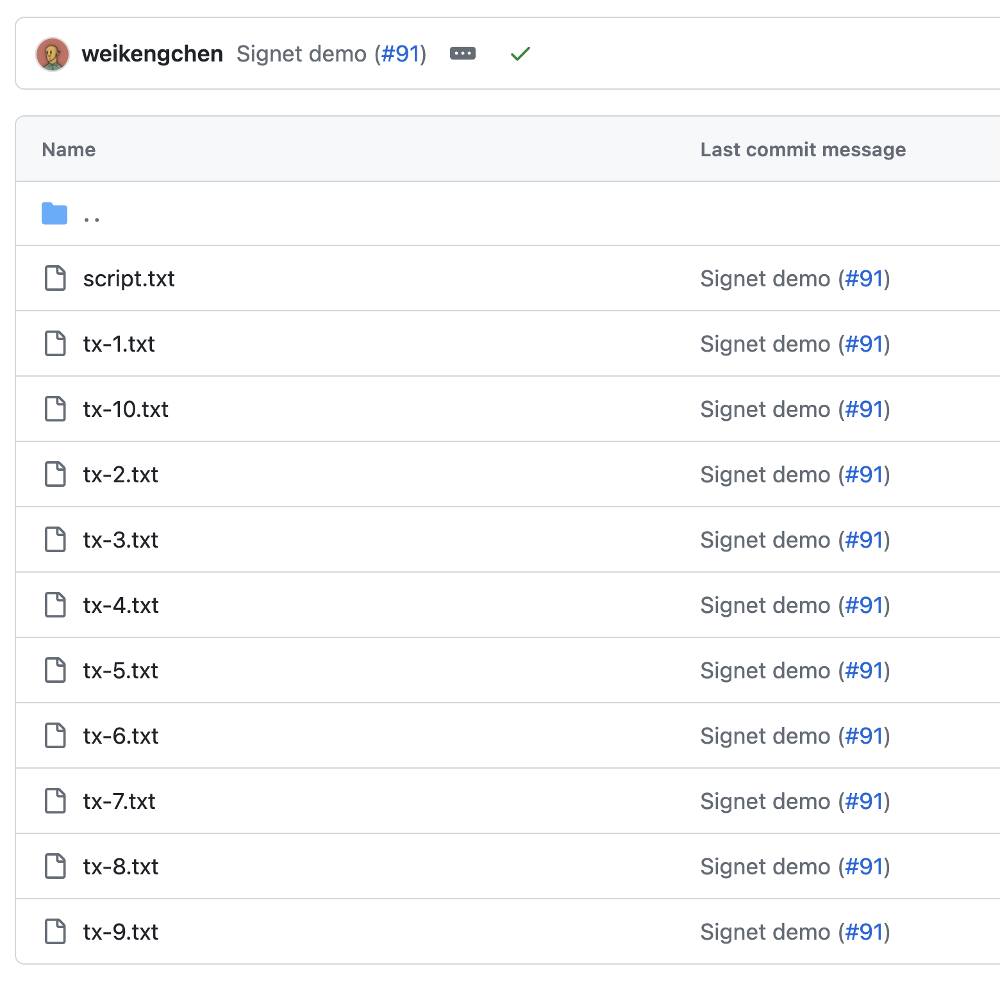 weikengchen Signet demo (#91)
Name Last commit message
..
script.txt Signet demo (#91)
tx-1.txt Signet demo (#91)
tx-10.txt Signet demo (#91)
tx-2.txt Signet demo (#91)
tx-3.txt Signet demo (#91)
tx-4.txt Signet demo (#91)
tx-5.txt Signet demo (#91)
tx-6.txt Signet demo (#91)
tx-7.txt Signet demo (#91)
tx-8.txt Signet demo (#91)
tx-9.txt Signet demo (#91)